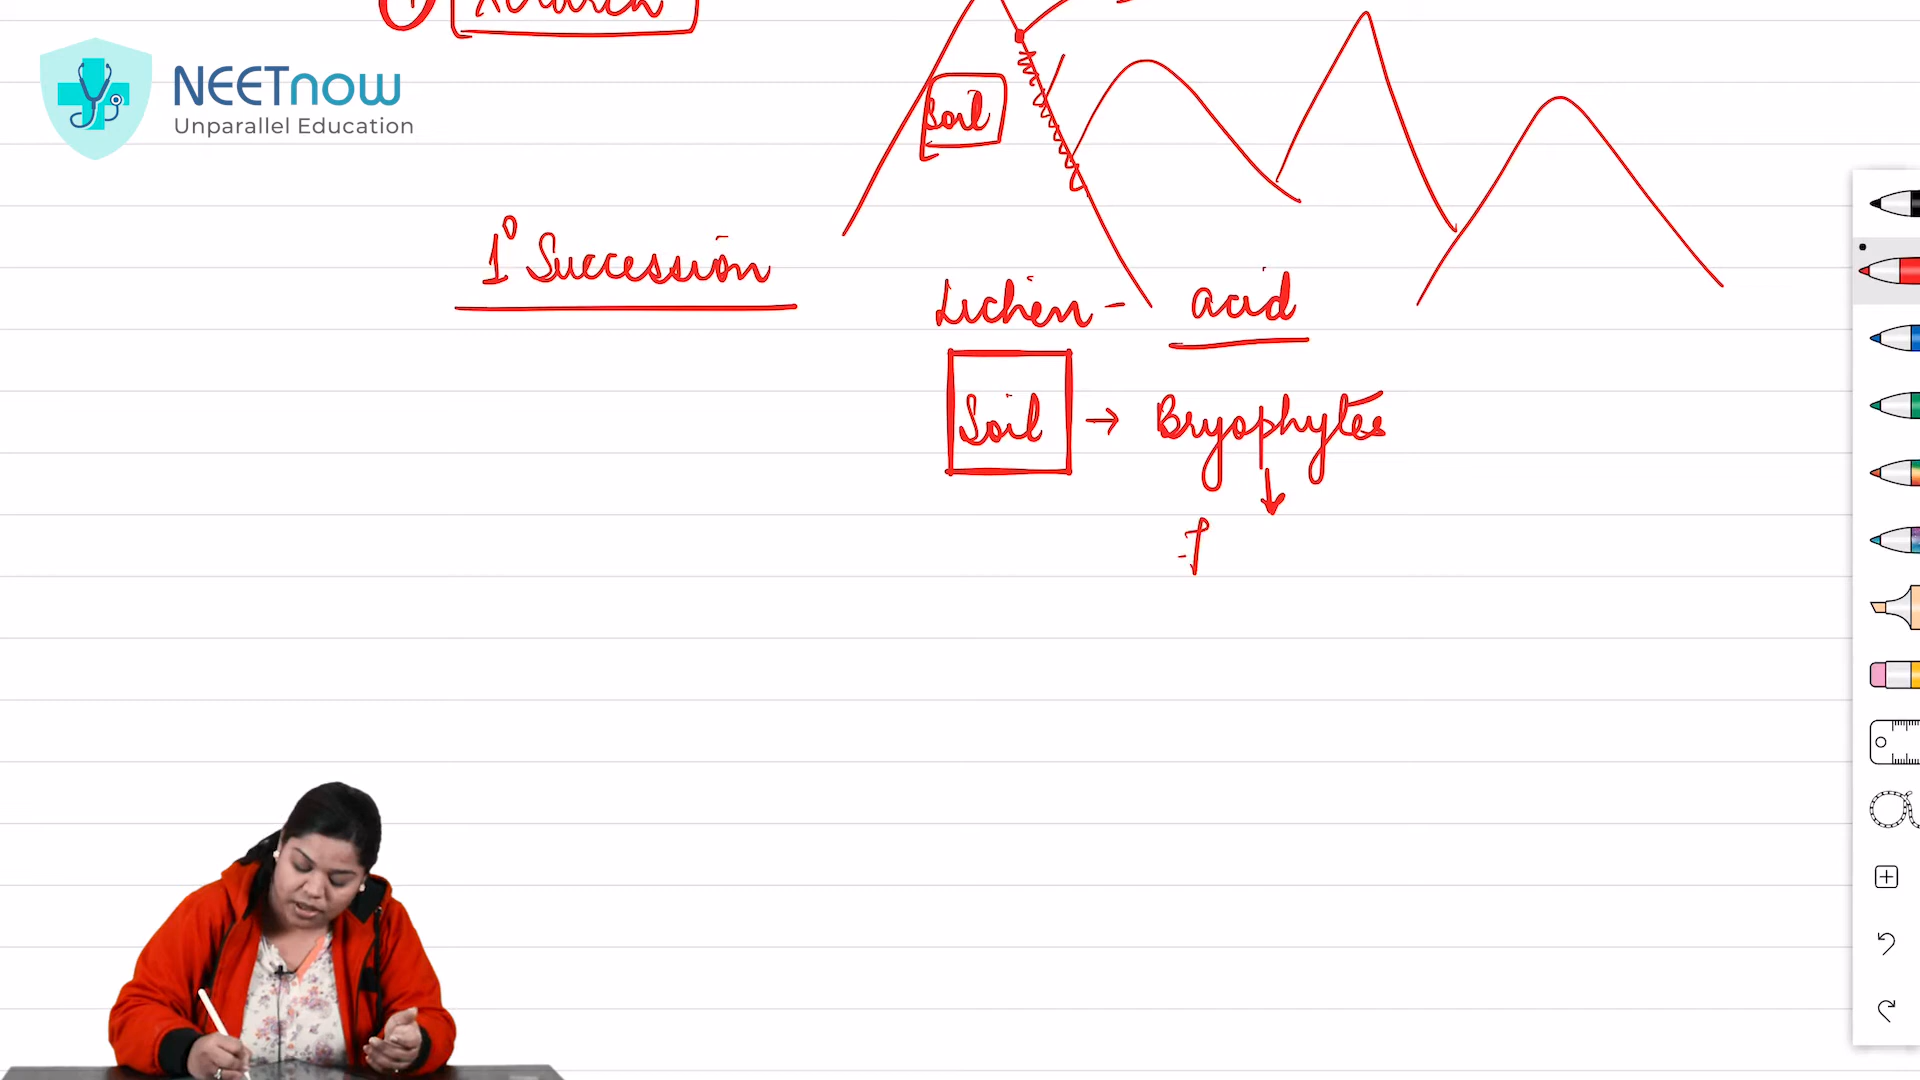 NEETnow
Unparallel Education
Soil
1° Succession
Lichen - acid
Soil → Bryophytes